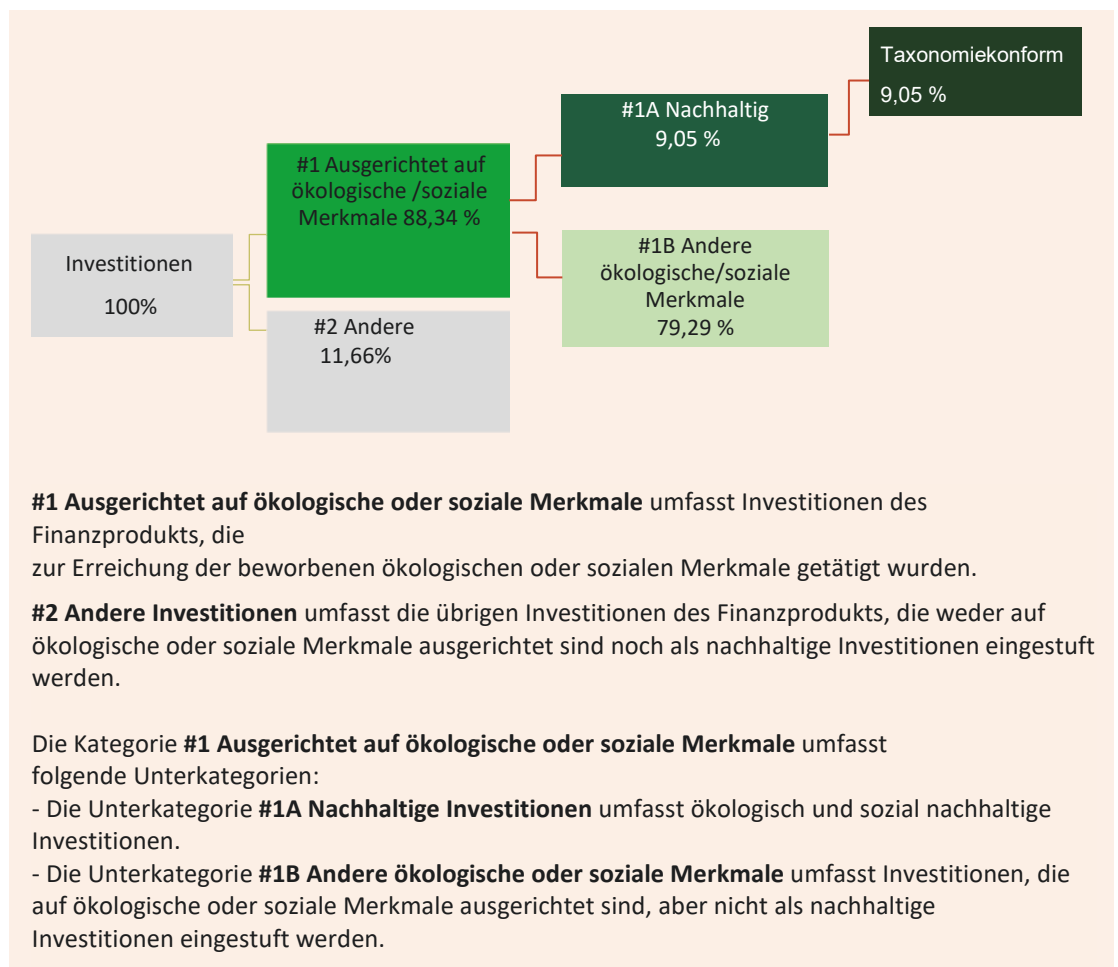 Taxonomiekonform
9,05 %
#1A Nachhaltig
9,05 %
#1 Ausgerichtet auf
ökologische /soziale
Merkmale 88,34 %
#1B Andere
ökologische/soziale
Merkmale
79,29 %
Investitionen
100%
#2 Andere
11,66%
#1 Ausgerichtet auf ökologische oder soziale Merkmale umfasst Investitionen des
Finanzprodukts, die
zur Erreichung der beworbenen ökologischen oder sozialen Merkmale getätigt wurden.
#2 Andere Investitionen umfasst die übrigen Investitionen des Finanzprodukts, die weder auf
ökologische oder soziale Merkmale ausgerichtet sind noch als nachhaltige Investitionen eingestuft
werden.
Die Kategorie #1 Ausgerichtet auf ökologische oder soziale Merkmale umfasst
folgende Unterkategorien:
- Die Unterkategorie #1A Nachhaltige Investitionen umfasst ökologisch und sozial nachhaltige
Investitionen.
- Die Unterkategorie #1B Andere ökologische oder soziale Merkmale umfasst Investitionen, die
auf ökologische oder soziale Merkmale ausgerichtet sind, aber nicht als nachhaltige
Investitionen eingestuft werden.